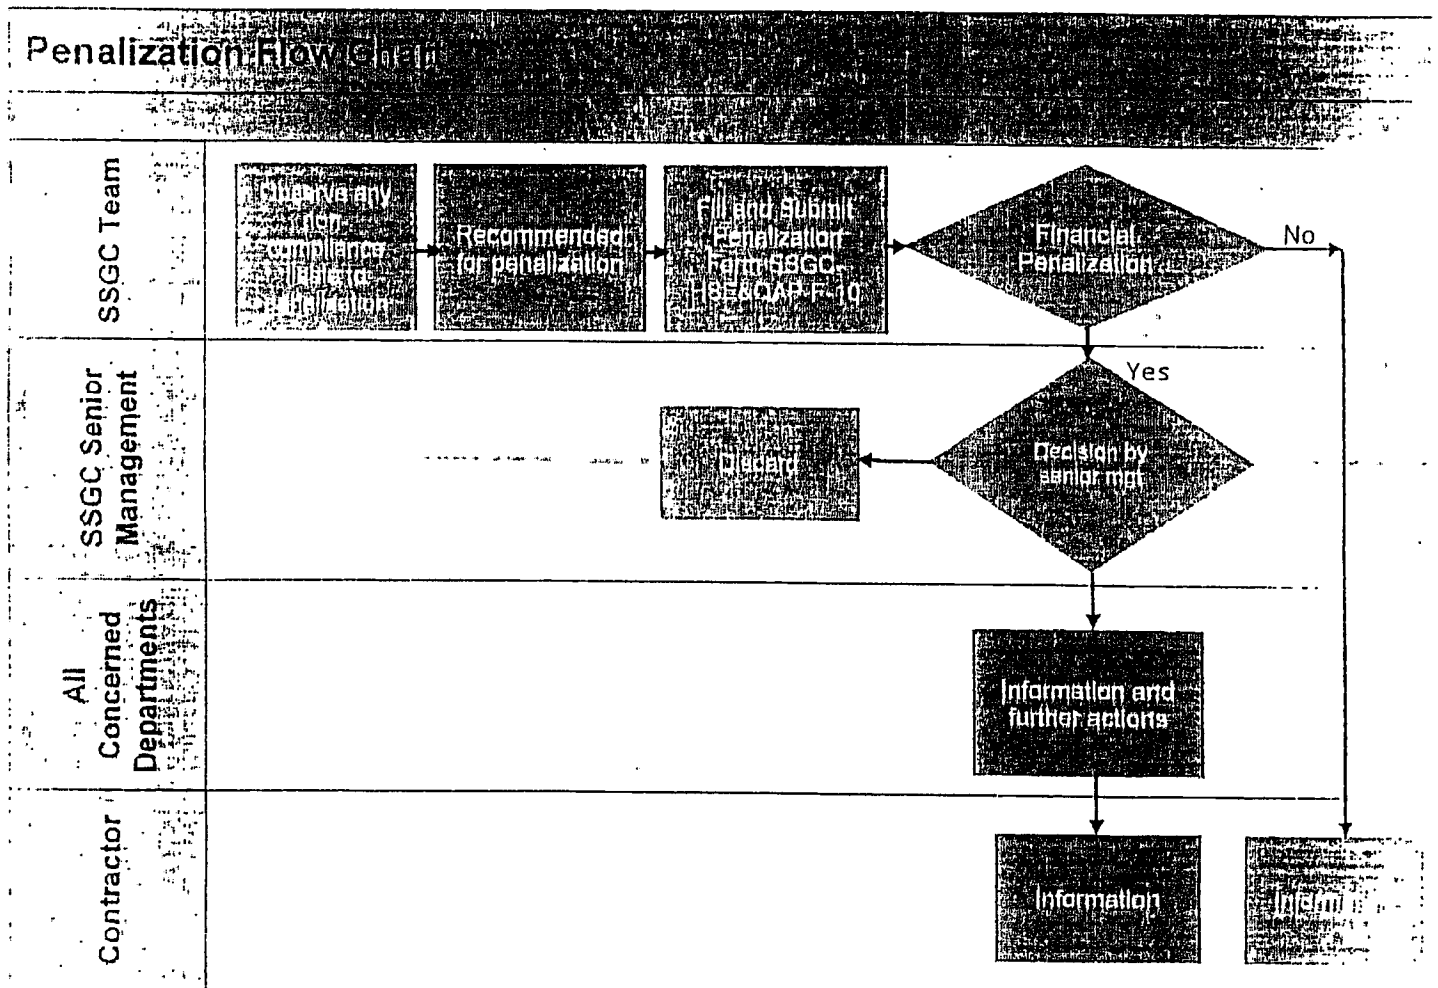 Penalization Flow Chart
SSGC Team
Observe any
non-
compliance,
liable to
penalization
Recommended
for penalization
Fill and Submit
Penalization
Form SSGC-
HSE&QAP-F-10
Financial
Penalization
No
Yes
SSGC Senior
Management
Discard
Decision by
senior mgt
All
Concerned
Departments
Information and
further actions
Contractor
Information